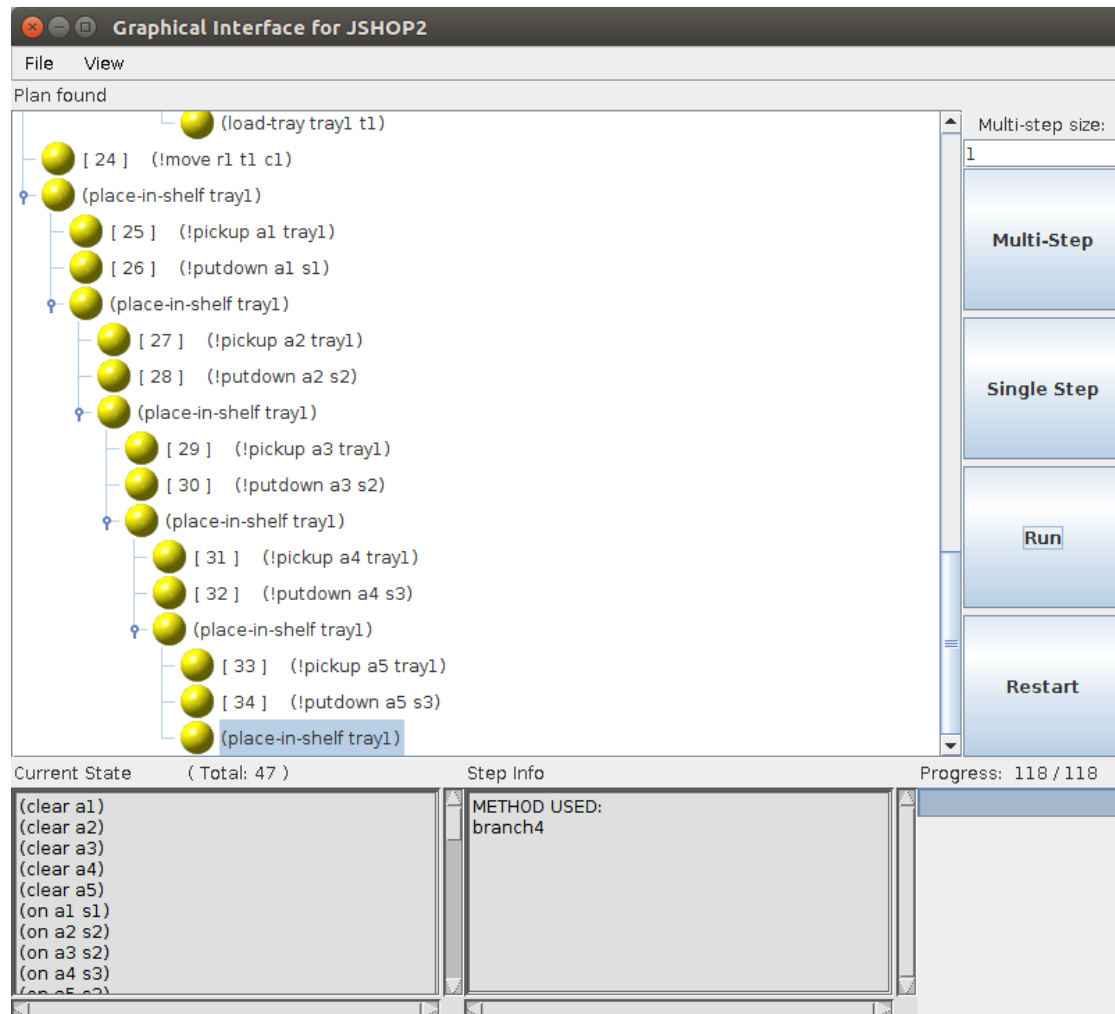 Graphical Interface for JSHOP2
File View
Plan found
(load-tray tray1 t1)
[ 24 ] (!move r1 t1 c1)
(place-in-shelf tray1)
[ 25 ] (!pickup a1 tray1)
[ 26 ] (!putdown a1 s1)
(place-in-shelf tray1)
[ 27 ] (!pickup a2 tray1)
[ 28 ] (!putdown a2 s2)
(place-in-shelf tray1)
[ 29 ] (!pickup a3 tray1)
[ 30 ] (!putdown a3 s2)
(place-in-shelf tray1)
[ 31 ] (!pickup a4 tray1)
[ 32 ] (!putdown a4 s3)
(place-in-shelf tray1)
[ 33 ] (!pickup a5 tray1)
[ 34 ] (!putdown a5 s3)
(place-in-shelf tray1)
Multi-step size:
1
Multi-Step
Single Step
Run
Restart
Current State ( Total: 47 )
(clear a1)
(clear a2)
(clear a3)
(clear a4)
(clear a5)
(on a1 s1)
(on a2 s2)
(on a3 s2)
(on a4 s3)
Step Info
METHOD USED:
branch4
Progress: 118 / 118